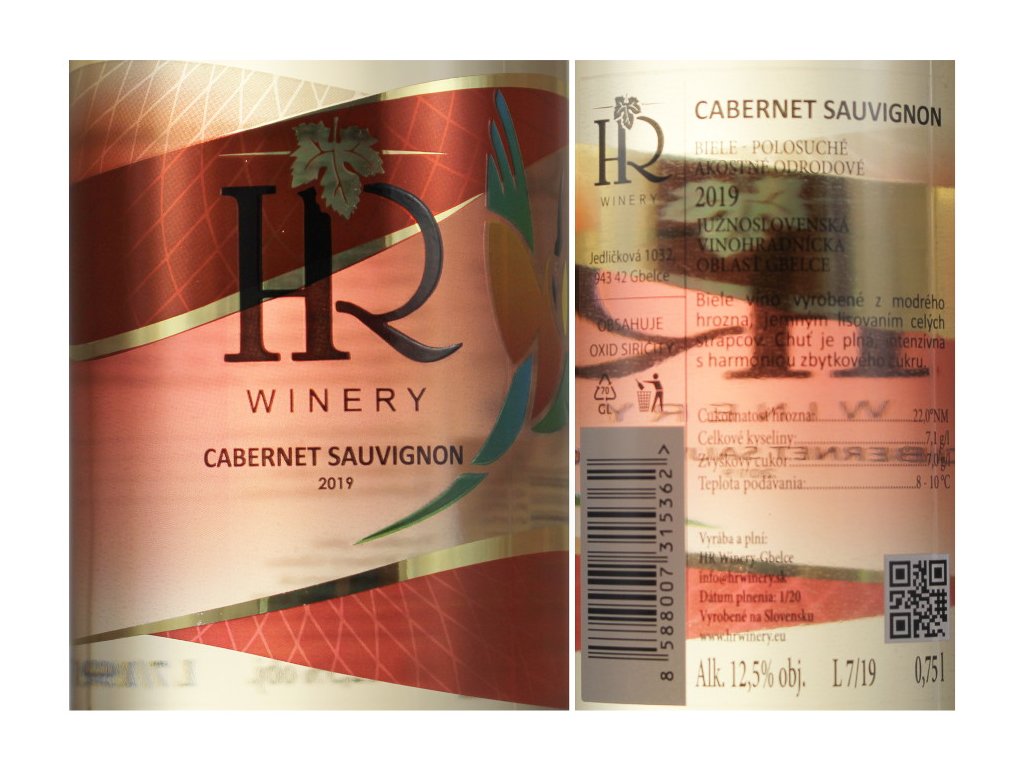 HR
WINERY
CABERNET SAUVIGNON
2019
HR
WINERY
Jedličková 1032,
943 42 Gbelce
OBSAHUJE
OXID SIRIČITÝ
70
GL
8 588007 315362 >
CABERNET SAUVIGNON
BIELE - POLOSUCHÉ
AKOSTNÉ ODRODOVÉ
2019
JUŽNOSLOVENSKÁ
VINOHRADNÍCKA
OBLASŤ GBELCE
Biele víno vyrobené z modrého
hrozna, jemným lisovaním celých
strapcov. Chuť je plná, intenzívna
s harmóniou zbytkového cukru.
Cukornatosť hrozna:....................22,0°NM
Celkové kyseliny:....................7,1 g/l
Zvyškový cukor:....................7,0 g/l
Teplota podávania:....................8 - 10 °C
Vyrába a plní:
HR Winery Gbelce
Info@hrwinery.sk
Dátum plnenia: 1/20
Vyrobené na Slovensku
www.hrwinery.eu
Alk. 12,5% obj. L 7/19 0,75 l